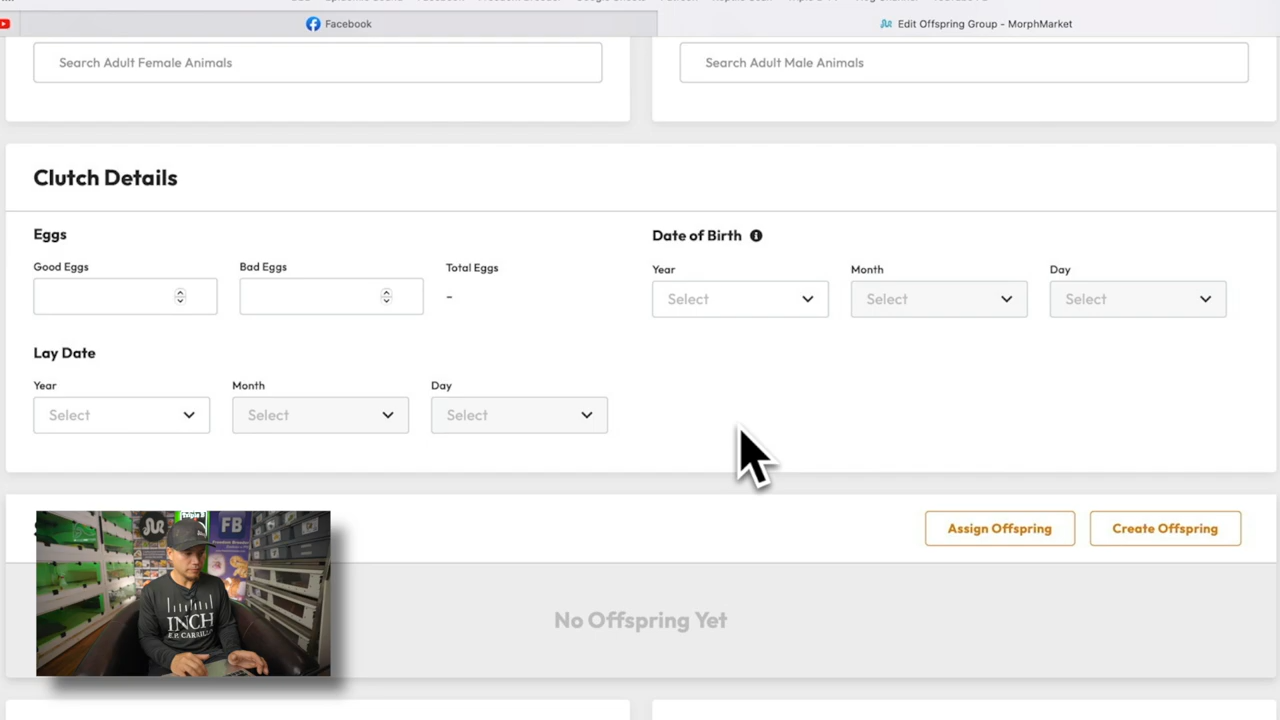 Facebook
Edit Offspring Group - MorphMarket
Search Adult Female Animals
Search Adult Male Animals
Clutch Details
Eggs
Good Eggs
Bad Eggs
Total Eggs
-
Date of Birth
Year
Month
Day
Select
Select
Select
Lay Date
Year
Month
Day
Select
Select
Select
Assign Offspring
Create Offspring
No Offspring Yet
FB
INCH
E.P. CARRILLO